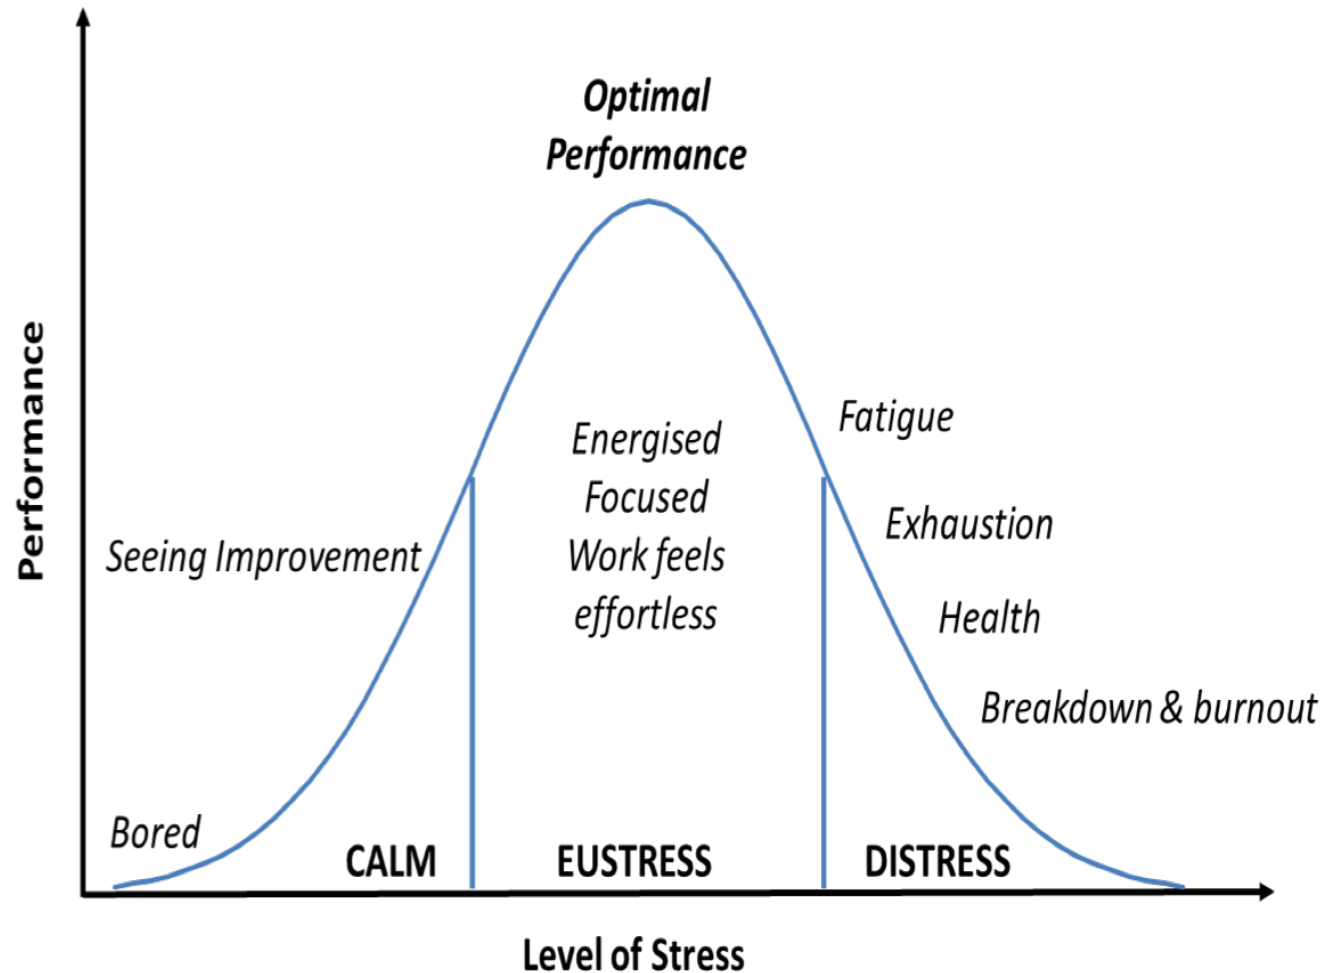 Optimal
Performance
Performance
Fatigue
Energised
Focused
Work feels
effortless
Exhaustion
Seeing Improvement
Health
Breakdown & burnout
Bored
CALM
EUSTRESS
DISTRESS
Level of Stress